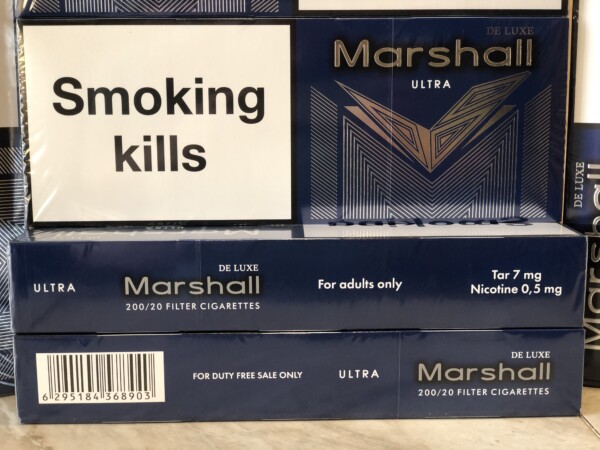 DE LUXE
Marshall
ULTRA
Smoking
kills
Smoking
DE LUXE
Marshall
ULTRA
DE LUXE
Marshall
200/20 FILTER CIGARETTES
For adults only
Tar 7 mg
Nicotine 0,5 mg
6 295184 368903
FOR DUTY FREE SALE ONLY
ULTRA
DE LUXE
Marshall
200/20 FILTER CIGARETTES